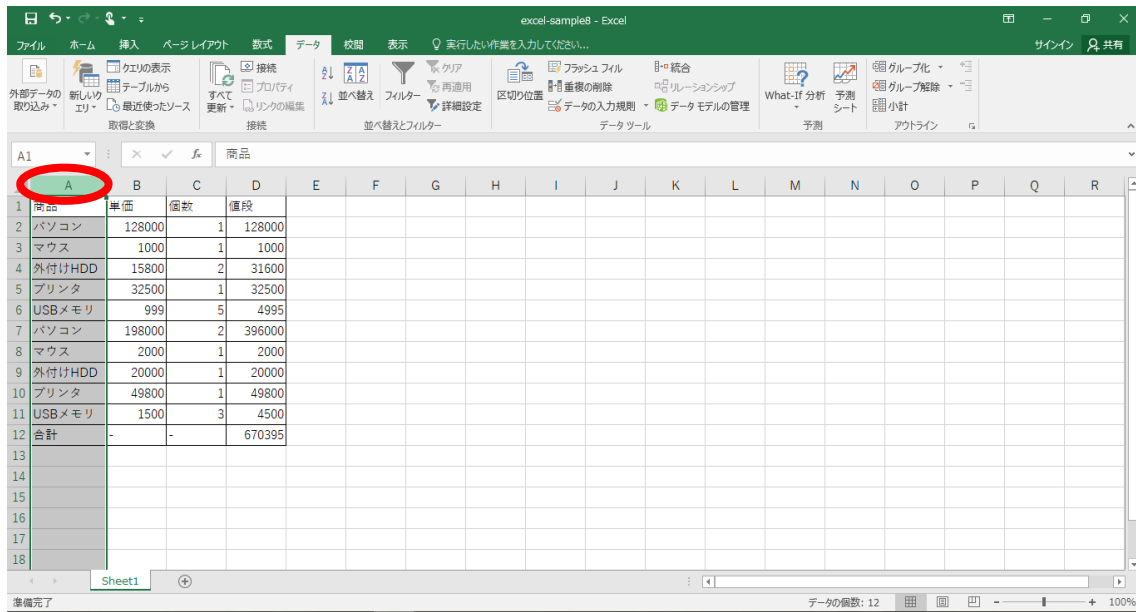 excel-sample8 - Excel
ファイル ホーム 挿入 ページ レイアウト 数式 データ 校閲 表示 実行したい作業を入力してください... サインイン 共有
外部データの取り込み
新しいクエリ
クエリの表示
テーブルから
最近使ったソース
取得と変換
すべて更新
接続
プロパティ
リンクの編集
接続
並べ替え
フィルター
クリア
再適用
詳細設定
並べ替えとフィルター
区切り位置
フラッシュ フィル
重複の削除
データの入力規則
統合
リレーションシップ
データ モデルの管理
データ ツール
What-If 分析
予測シート
予測
グループ化
グループ解除
小計
アウトライン
A1 fx 商品
A B C D E F G H I J K L M N O P Q R
1 商品 単価 個数 値段
2 パソコン 128000 1 128000
3 マウス 1000 1 1000
4 外付けHDD 15800 2 31600
5 プリンタ 32500 1 32500
6 USBメモリ 999 5 4995
7 パソコン 198000 2 396000
8 マウス 2000 1 2000
9 外付けHDD 20000 1 20000
10 プリンタ 49800 1 49800
11 USBメモリ 1500 3 4500
12 合計 - - 670395
13
14
15
16
17
18
Sheet1
準備完了 データの個数: 12 100%